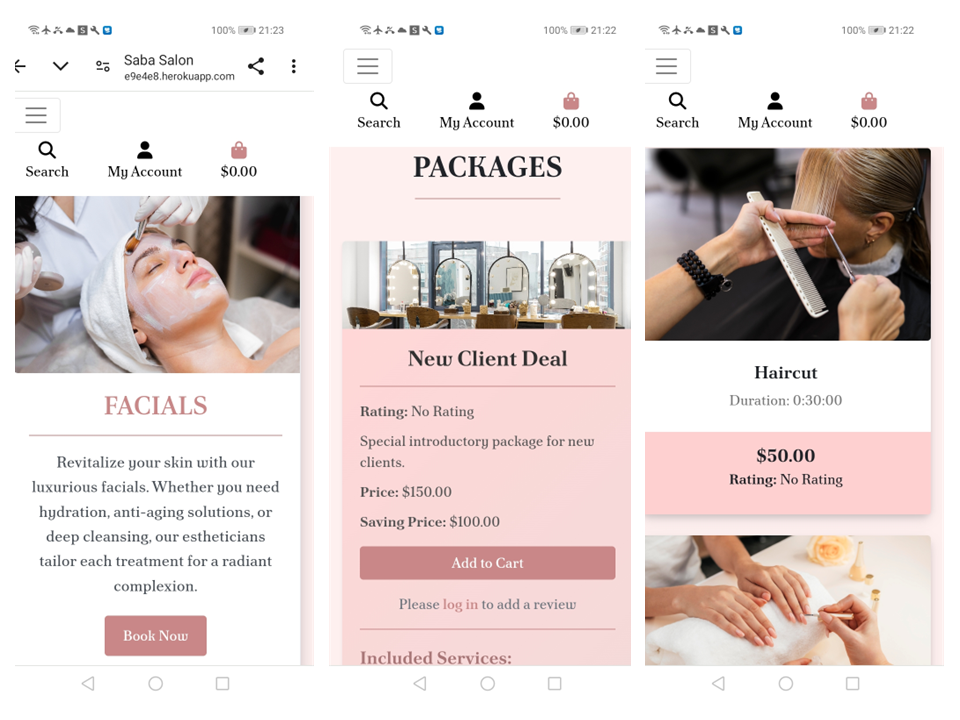 100% 21:23
Saba Salon
e9e4e8.herokuapp.com
Search My Account $0.00
FACIALS
Revitalize your skin with our
luxurious facials. Whether you need
hydration, anti-aging solutions, or
deep cleansing, our estheticians
tailor each treatment for a radiant
complexion.
Book Now
100% 21:22
Search My Account $0.00
PACKAGES
New Client Deal
Rating: No Rating
Special introductory package for new
clients.
Price: $150.00
Saving Price: $100.00
Add to Cart
Please log in to add a review
Included Services:
100% 21:22
Search My Account $0.00
Haircut
Duration: 0:30:00
$50.00
Rating: No Rating